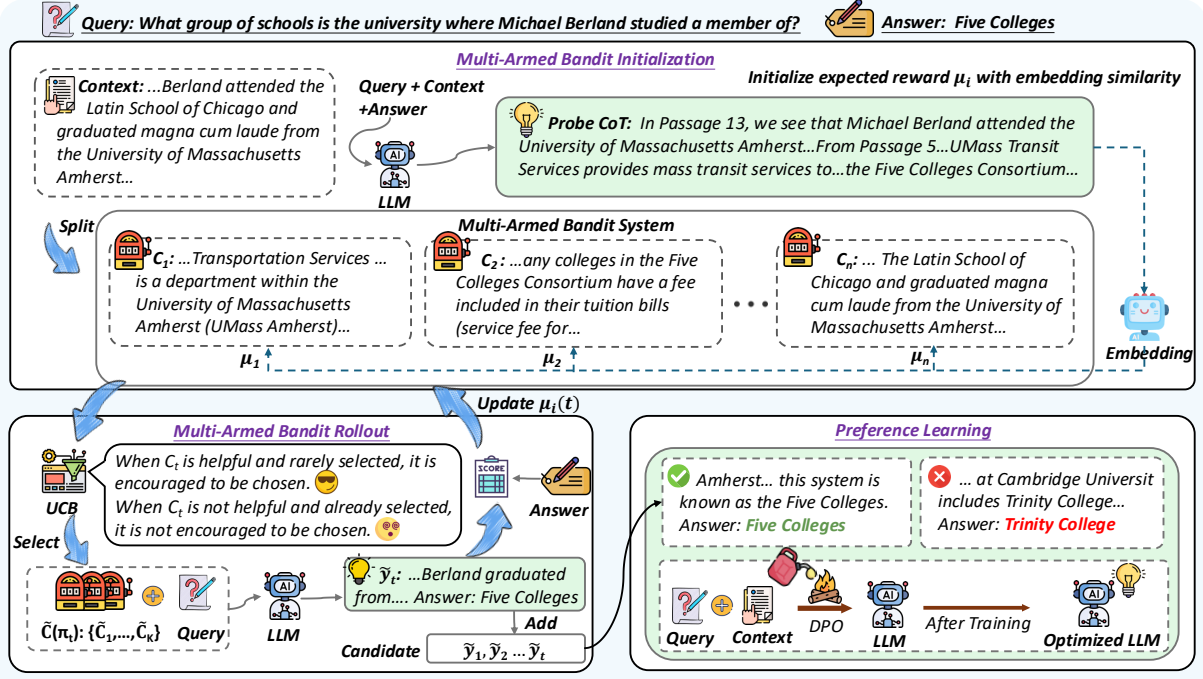 Query: What group of schools is the university where Michael Berland studied a member of?
Answer: Five Colleges
Multi-Armed Bandit Initialization
Context: ...Berland attended the
Latin School of Chicago and
graduated magna cum laude from
the University of Massachusetts
Amherst...
Query + Context
+Answer
LLM
Initialize expected reward μi with embedding similarity
Probe CoT: In Passage 13, we see that Michael Berland attended the
University of Massachusetts Amherst...From Passage 5...UMass Transit
Services provides mass transit services to...the Five Colleges Consortium...
Split
Multi-Armed Bandit System
C1: ...Transportation Services ...
is a department within the
University of Massachusetts
Amherst (UMass Amherst)...
C2: ...any colleges in the Five
Colleges Consortium have a fee
included in their tuition bills
(service fee for...
Cn: ... The Latin School of
Chicago and graduated magna
cum laude from the University of
Massachusetts Amherst...
μ1
μ2
μn
Embedding
Update μi(t)
Multi-Armed Bandit Rollout
UCB
When Ct is helpful and rarely selected, it is
encouraged to be chosen.
When Ct is not helpful and already selected,
it is not encouraged to be chosen.
SCORE
Answer
Select
C̃(πt): {C̃1,...,C̃K}
Query
AI
LLM
ỹt: ...Berland graduated
from.... Answer: Five Colleges
Add
Candidate
ỹ1, ỹ2 ... ỹt
Preference Learning
Amherst... this system is
known as the Five Colleges.
Answer: Five Colleges
... at Cambridge Universit
includes Trinity College...
Answer: Trinity College
Query
Context
DPO
AI
LLM
After Training
AI
Optimized LLM